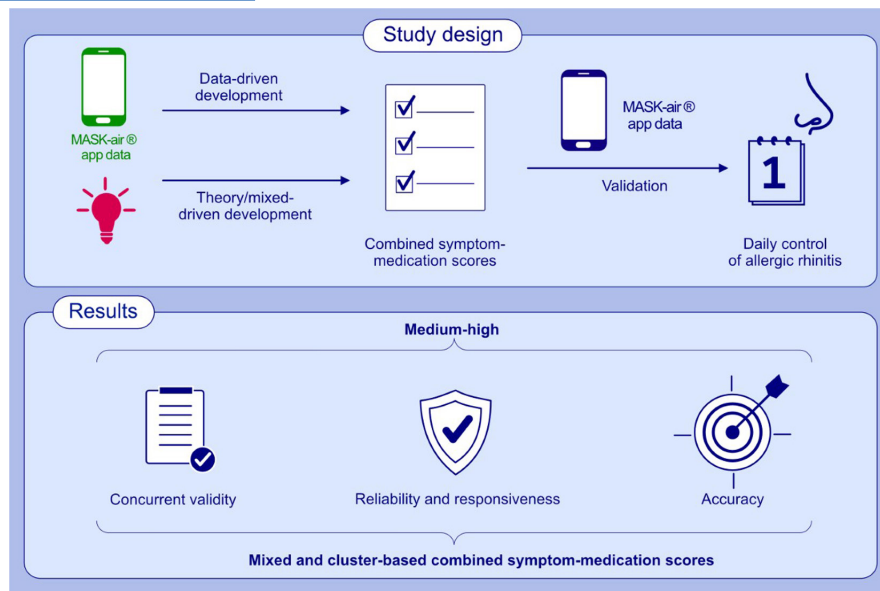 Study design
MASK-air®
app data
Data-driven
development
Theory/mixed-
driven development
Combined symptom-
medication scores
MASK-air®
app data
Validation
1
Daily control
of allergic rhinitis
Results
Medium-high
Concurrent validity
Reliability and responsiveness
Accuracy
Mixed and cluster-based combined symptom-medication scores